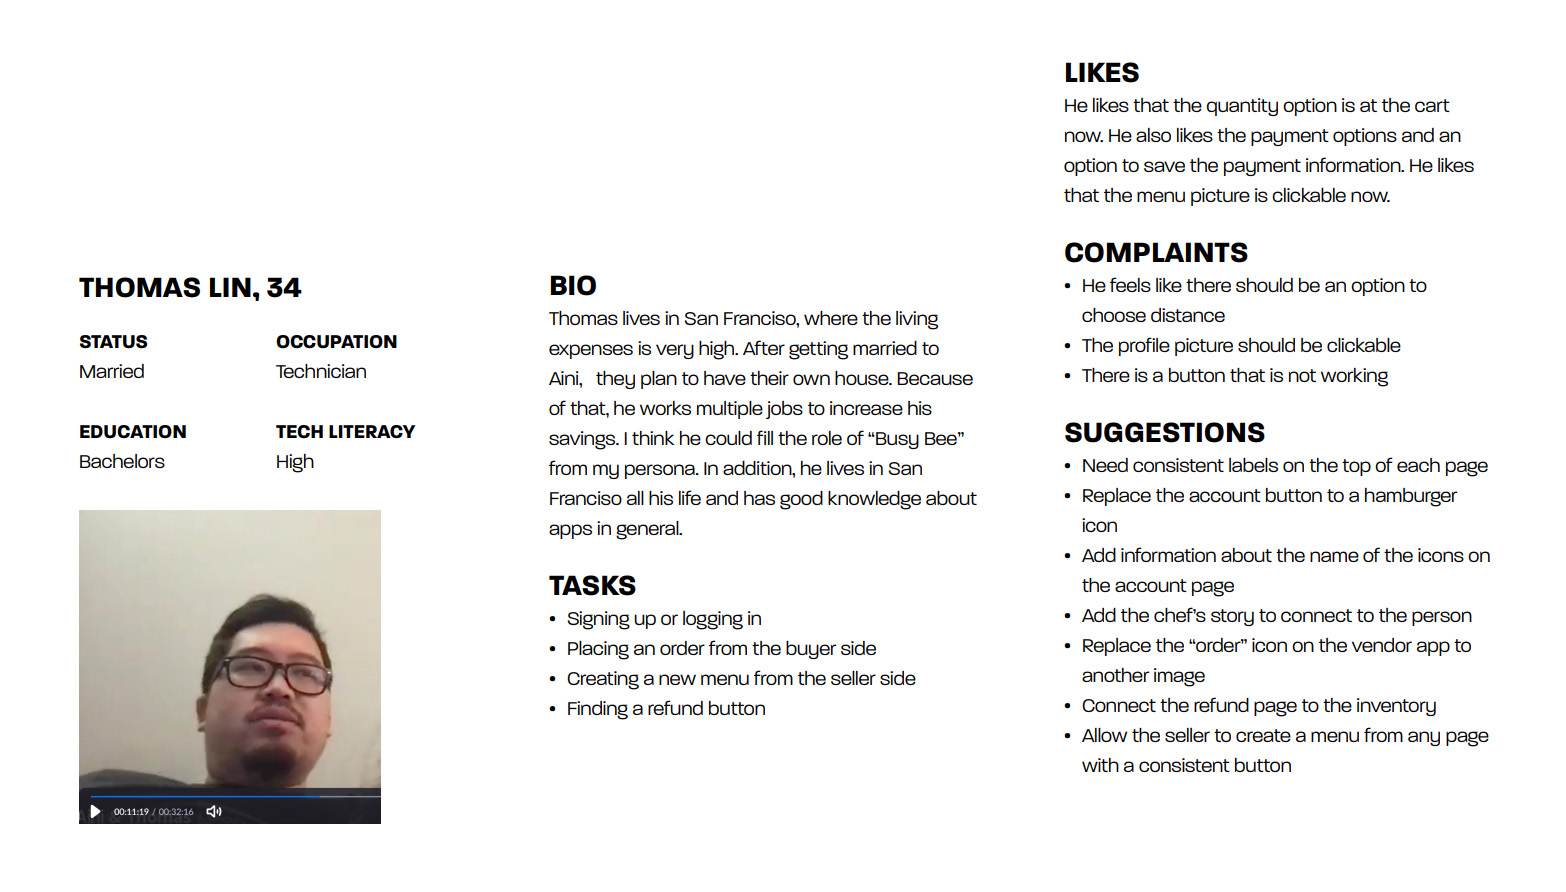 THOMAS LIN, 34
STATUS
Married
OCCUPATION
Technician
EDUCATION
Bachelors
TECH LITERACY
High
00:11:19 / 00:32:16
BIO
Thomas lives in San Franciso, where the living
expenses is very high. After getting married to
Aini,   they plan to have their own house. Because
of that, he works multiple jobs to increase his
savings. I think he could fill the role of “Busy Bee”
from my persona. In addition, he lives in San
Franciso all his life and has good knowledge about
apps in general.
TASKS
• Signing up or logging in
• Placing an order from the buyer side
• Creating a new menu from the seller side
• Finding a refund button
LIKES
He likes that the quantity option is at the cart
now. He also likes the payment options and an
option to save the payment information. He likes
that the menu picture is clickable now.
COMPLAINTS
• He feels like there should be an option to
choose distance
• The profile picture should be clickable
• There is a button that is not working
SUGGESTIONS
• Need consistent labels on the top of each page
• Replace the account button to a hamburger
icon
• Add information about the name of the icons on
the account page
• Add the chef’s story to connect to the person
• Replace the “order” icon on the vendor app to
another image
• Connect the refund page to the inventory
• Allow the seller to create a menu from any page
with a consistent button